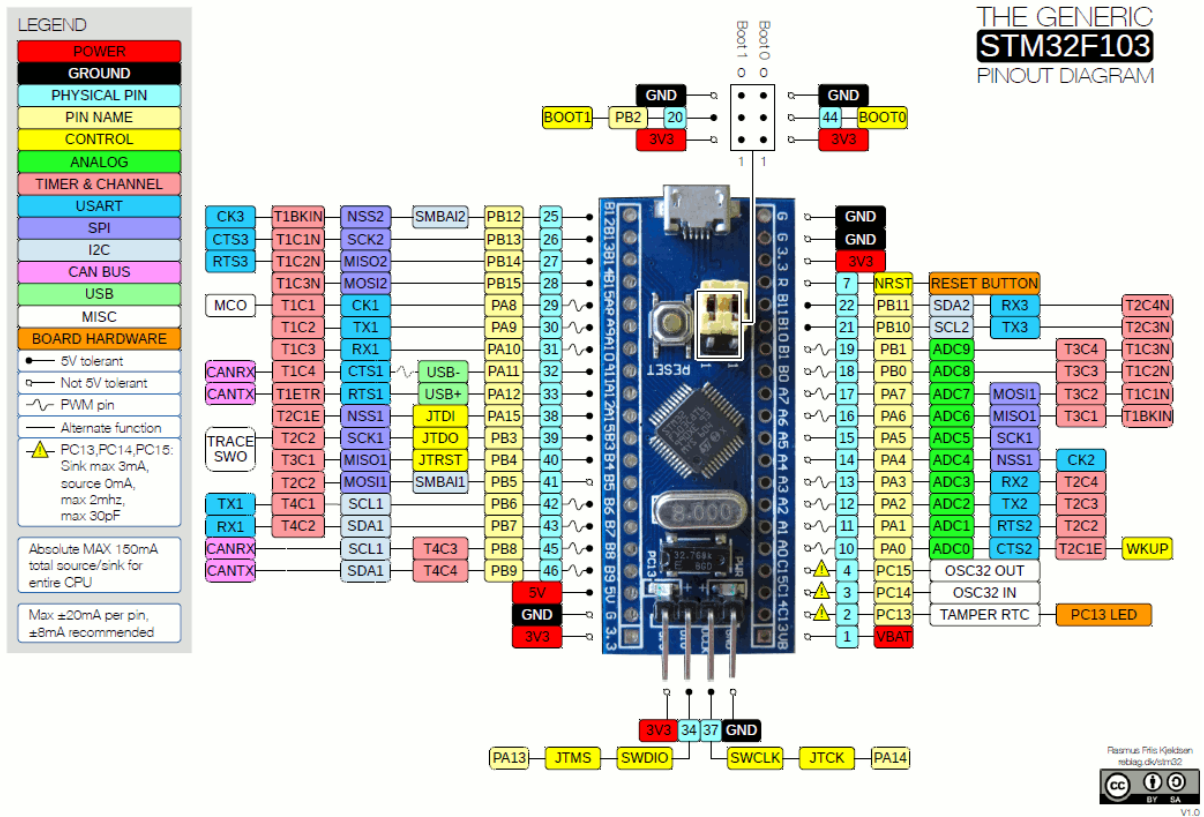 THE GENERIC
STM32F103
PINOUT DIAGRAM
LEGEND
POWER
GROUND
PHYSICAL PIN
PIN NAME
CONTROL
ANALOG
TIMER & CHANNEL
USART
SPI
I2C
CAN BUS
USB
MISC
BOARD HARDWARE
5V tolerant
Not 5V tolerant
PWM pin
Alternate function
PC13,PC14,PC15:
Sink max 3mA,
source 0mA,
max 2mhz,
max 30pF
Absolute MAX 150mA
total source/sink for
entire CPU
Max ±20mA per pin,
±8mA recommended
Boot 1 Boot 0
GND GND
BOOT1 PB2 20 44 BOOT0
3V3 3V3
1 1
CK3 T1BKIN NSS2 SMBAI2 PB12 25
CTS3 T1C1N SCK2 PB13 26
RTS3 T1C2N MISO2 PB14 27
T1C3N MOSI2 PB15 28
MCO T1C1 CK1 PA8 29
T1C2 TX1 PA9 30
T1C3 RX1 PA10 31
CANRX T1C4 CTS1 USB- PA11 32
CANTX T1ETR RTS1 USB+ PA12 33
T2C1E NSS1 JTDI PA15 38
TRACE
SWO
T2C2 SCK1 JTDO PB3 39
T3C1 MISO1 JTRST PB4 40
T2C2 MOSI1 SMBAI1 PB5 41
TX1 T4C1 SCL1 PB6 42
RX1 T4C2 SDA1 PB7 43
CANRX SCL1 T4C3 PB8 45
CANTX SDA1 T4C4 PB9 46
5V
GND
3V3
RESET
8.000
32.768k
PC13
PWR
GND
GND
3V3
7 NRST RESET BUTTON
22 PB11 SDA2 RX3 T2C4N
21 PB10 SCL2 TX3 T2C3N
19 PB1 ADC9 T3C4 T1C3N
18 PB0 ADC8 T3C3 T1C2N
17 PA7 ADC7 MOSI1 T3C2 T1C1N
16 PA6 ADC6 MISO1 T3C1 T1BKIN
15 PA5 ADC5 SCK1
14 PA4 ADC4 NSS1 CK2
13 PA3 ADC3 RX2 T2C4
12 PA2 ADC2 TX2 T2C3
11 PA1 ADC1 RTS2 T2C2
10 PA0 ADC0 CTS2 T2C1E WKUP
4 PC15 OSC32 OUT
3 PC14 OSC32 IN
2 PC13 TAMPER RTC PC13 LED
1 VBAT
3V3 34 37 GND
PA13 JTMS SWDIO SWCLK JTCK PA14
Rasmus Friis Kjeldsen
reblag.dk/stm32
cc BY SA
V1.0